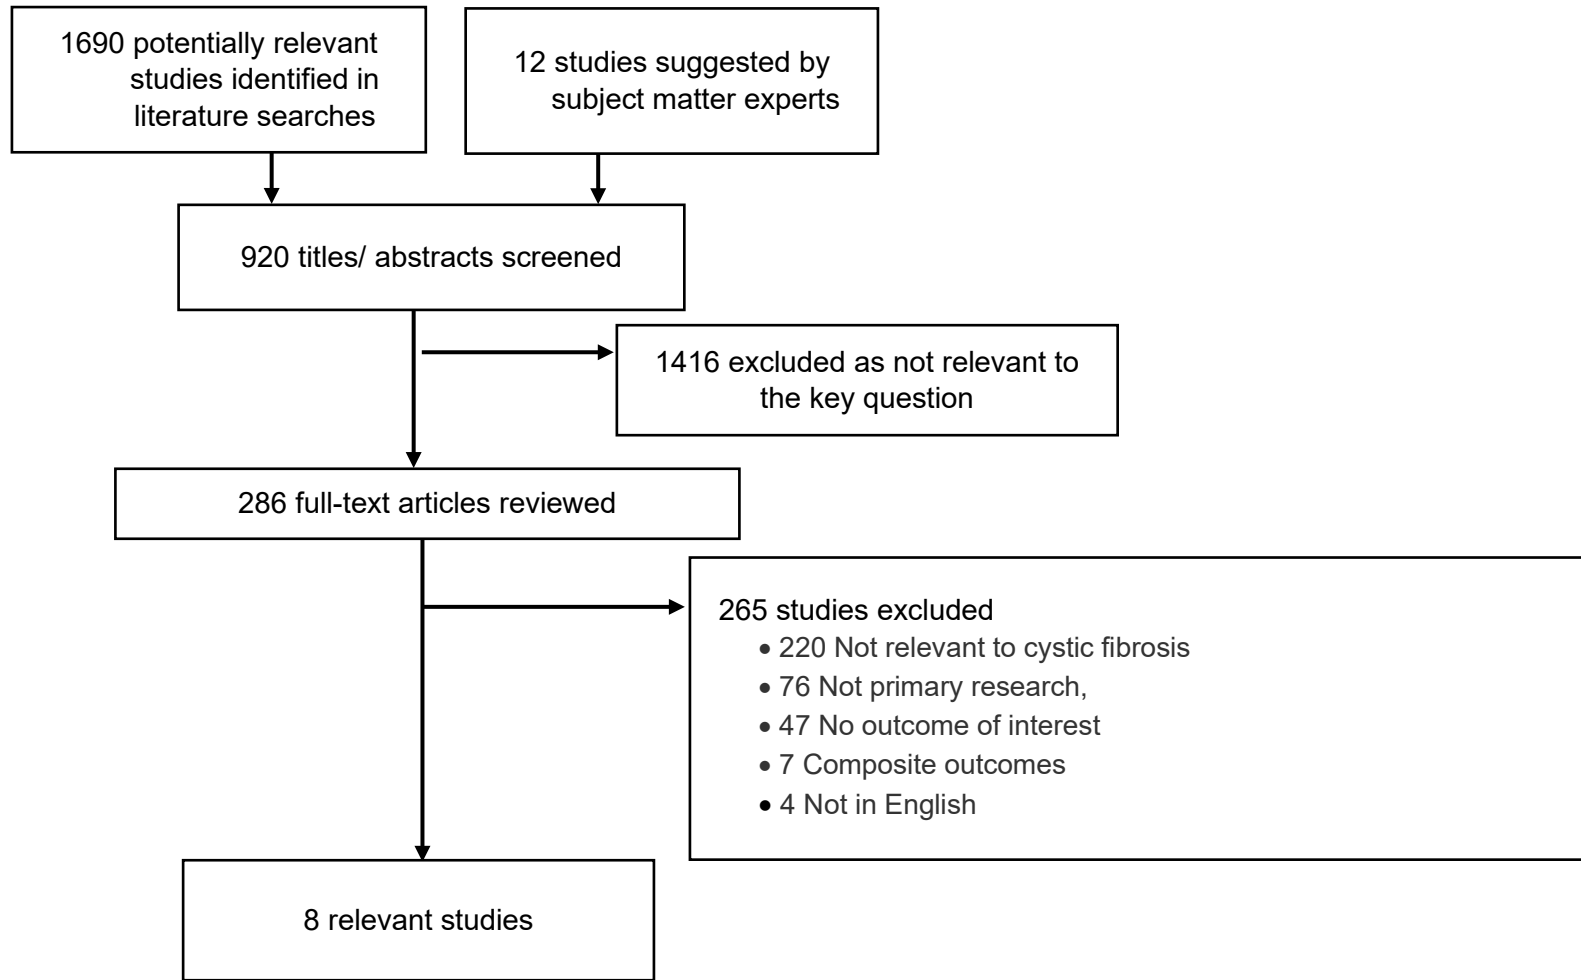 1690 potentially relevant
studies identified in
literature searches
12 studies suggested by
subject matter experts
920 titles/ abstracts screened
1416 excluded as not relevant to
the key question
286 full-text articles reviewed
265 studies excluded
• 220 Not relevant to cystic fibrosis
• 76 Not primary research,
• 47 No outcome of interest
• 7 Composite outcomes
• 4 Not in English
8 relevant studies